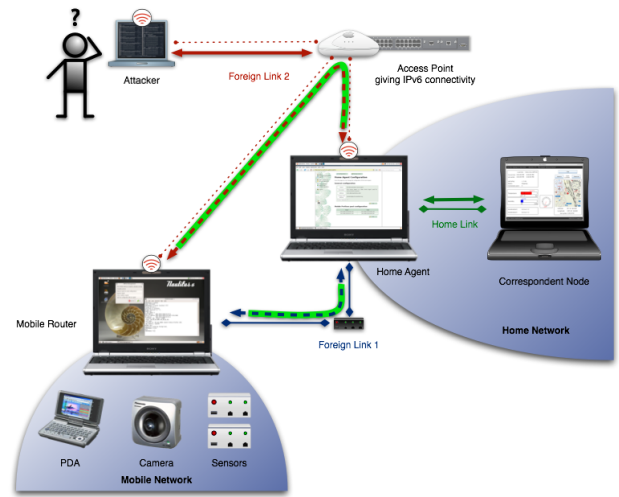 ?
Attacker
Foreign Link 2
Access Point
giving IPv6 connectivity
Home Agent
Home Link
Correspondent Node
Home Network
Mobile Router
Nautilus
Foreign Link 1
PDA
Camera
Sensors
Mobile Network